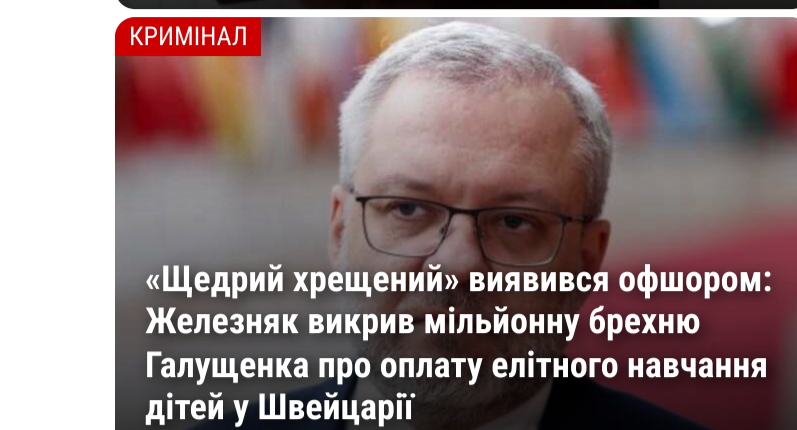 КРИМІНАЛ
«Щедрий хрещений» виявився офшором:
Железняк викрив мільйонну брехню
Галущенка про оплату елітного навчання
дітей у Швейцарії